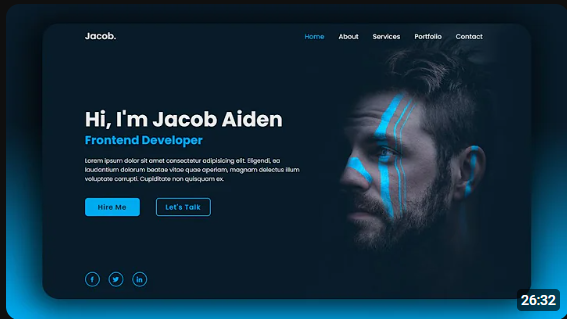 Jacob.
Home About Services Portfolio Contact
Hi, I'm Jacob Aiden
Frontend Developer
Lorem ipsum dolor sit amet consectetur adipisicing elit. Eligendi, ea
laudantium dolorum beatae vitae quae aperiam, magnam delectus illum
voluptate corrupti. Cupiditate non quisquam ex.
Hire Me Let's Talk
26:32